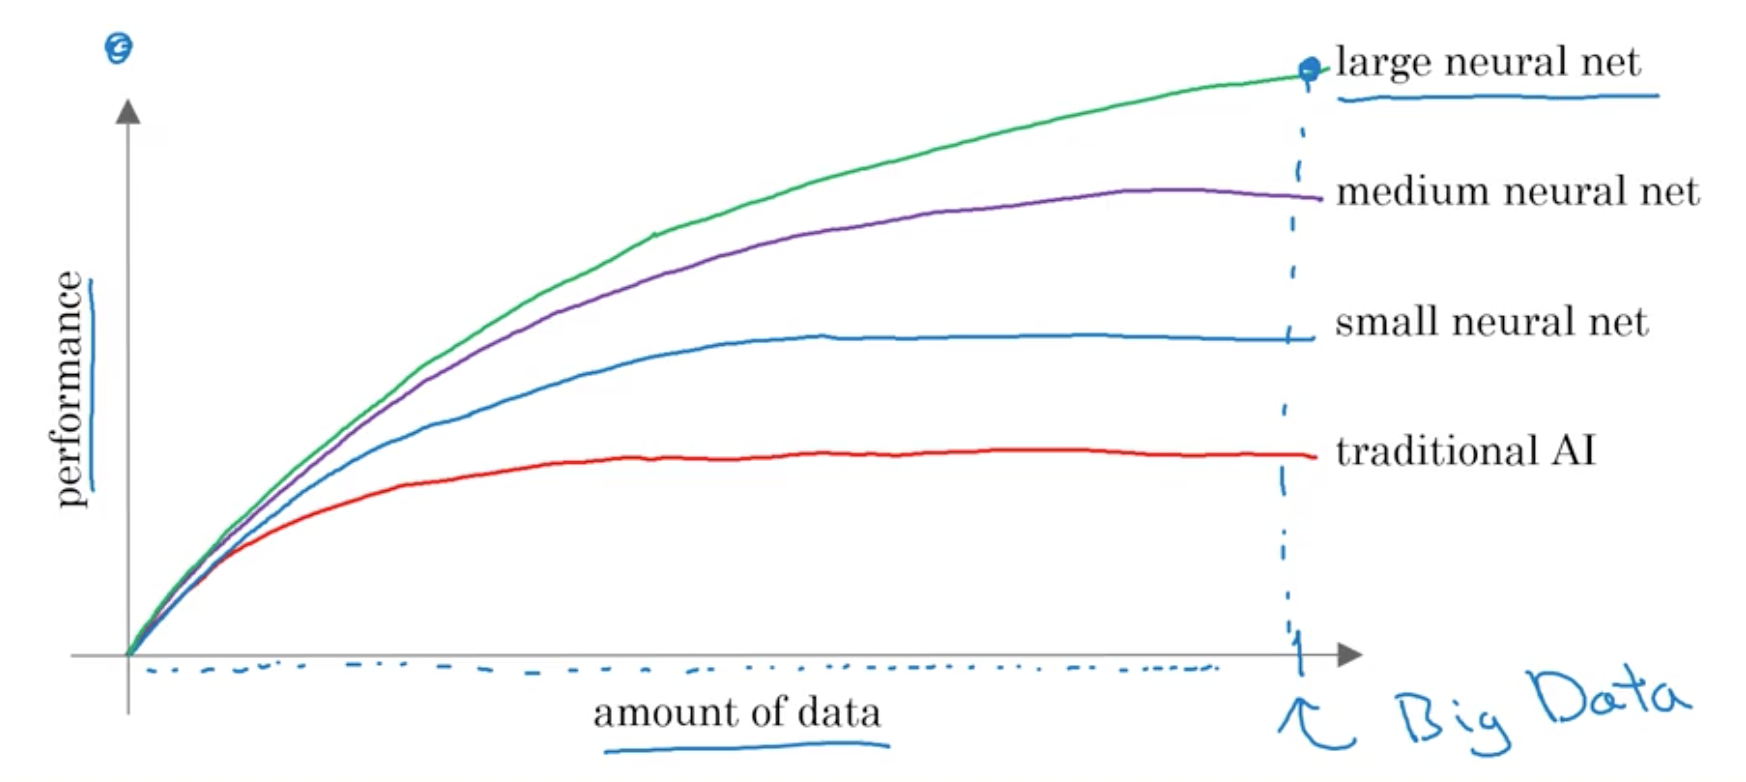 large neural net
medium neural net
small neural net
traditional AI
performance
amount of data
Big Data